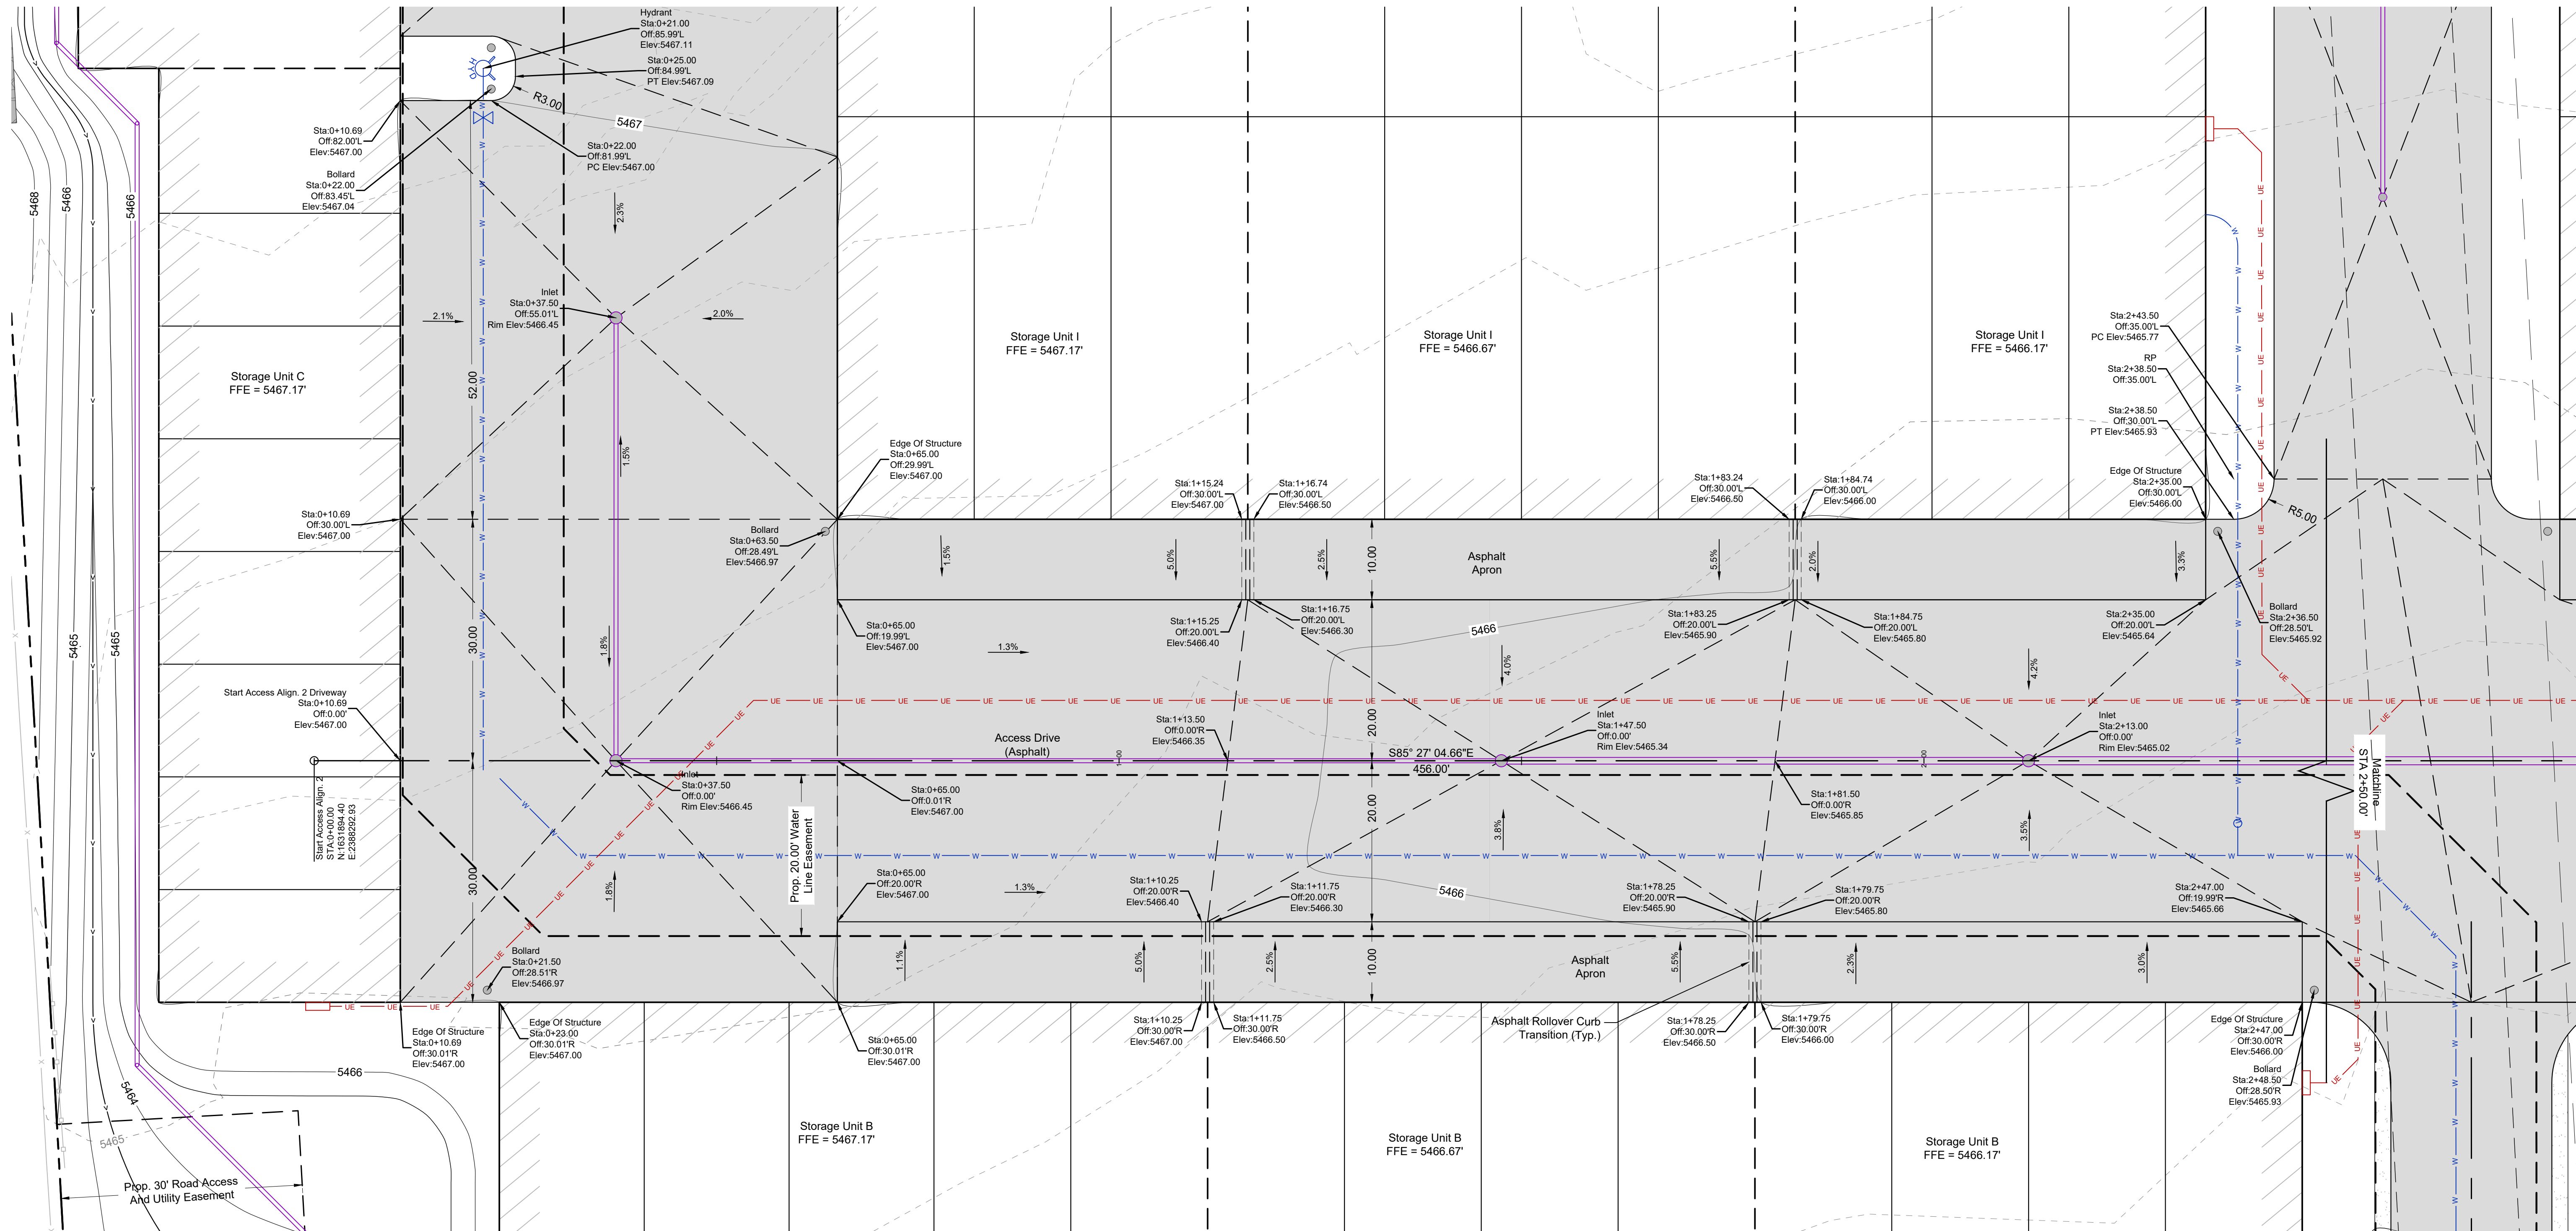 Hydrant
Sta:0+21.00
Off:85.99'L
Elev:5467.11
Sta:0+25.00
Off:84.99'L
PT Elev:5467.09
HYD
R3.00
5467
Sta:0+10.69
Off:82.00'L
Elev:5467.00
Sta:0+22.00
Off:81.99'L
PC Elev:5467.00
Bollard
Sta:0+22.00
Off:83.45'L
Elev:5467.04
5468
5466
5466
2.3%
Inlet
Sta:0+37.50
Off:55.01'L
Rim Elev:5466.45
2.1%
2.0%
Storage Unit C
FFE = 5467.17'
52.00
1.5%
Storage Unit I
FFE = 5467.17'
Storage Unit I
FFE = 5466.67'
Storage Unit I
FFE = 5466.17'
Sta:2+43.50
Off:35.00'L
PC Elev:5465.77
RP
Sta:2+38.50
Off:35.00'L
Sta:2+38.50
Off:30.00'L
PT Elev:5465.93
Edge Of Structure
Sta:2+35.00
Off:30.00'L
Elev:5466.00
R5.00
Edge Of Structure
Sta:0+65.00
Off:29.99'L
Elev:5467.00
Sta:1+15.24
Off:30.00'L
Elev:5467.00
Sta:1+16.74
Off:30.00'L
Elev:5466.50
Sta:1+83.24
Off:30.00'L
Elev:5466.50
Sta:1+84.74
Off:30.00'L
Elev:5466.00
Sta:0+10.69
Off:30.00'L
Elev:5467.00
Bollard
Sta:0+63.50
Off:28.49'L
Elev:5466.97
1.5%
5.0%
2.5%
10.00
Asphalt
Apron
5.5%
2.0%
3.3%
Sta:0+65.00
Off:19.99'L
Elev:5467.00
Sta:1+15.25
Off:20.00'L
Elev:5466.40
Sta:1+16.75
Off:20.00'L
Elev:5466.30
5466
Sta:1+83.25
Off:20.00'L
Elev:5465.90
Sta:1+84.75
Off:20.00'L
Elev:5465.80
Sta:2+35.00
Off:20.00'L
Elev:5465.64
Bollard
Sta:2+36.50
Off:28.50'L
Elev:5465.92
5465
5465
30.00
1.8%
1.3%
4.0%
4.2%
Start Access Align. 2 Driveway
Sta:0+10.69
Off:0.00'
Elev:5467.00
UE UE UE UE UE UE UE UE UE
W W W W W W W W W
Access Drive
(Asphalt)
Sta:1+13.50
Off:0.00'R
Elev:5466.35
20.00
Inlet
Sta:1+47.50
Off:0.00'
Rim Elev:5465.34
Inlet
Sta:2+13.00
Off:0.00'
Rim Elev:5465.02
1+00
S85° 27' 04.66"E
456.00'
2+00
Matchline
STA 2+50.00'
Start Access Align. 2
STA:0+00.00
N:1631894.40
E:2388292.93
Inlet
Sta:0+37.50
Off:0.00'
Rim Elev:5466.45
Sta:0+65.00
Off:0.01'R
Elev:5467.00
Sta:1+81.50
Off:0.00'R
Elev:5465.85
Prop. 20.00' Water
Line Easement
20.00
3.8%
3.5%
30.00
1.8%
Sta:0+65.00
Off:20.00'R
Elev:5467.00
1.3%
Sta:1+10.25
Off:20.00'R
Elev:5466.40
Sta:1+11.75
Off:20.00'R
Elev:5466.30
5466
Sta:1+78.25
Off:20.00'R
Elev:5465.90
Sta:1+79.75
Off:20.00'R
Elev:5465.80
Sta:2+47.00
Off:19.99'R
Elev:5465.66
Bollard
Sta:0+21.50
Off:28.51'R
Elev:5466.97
1.1%
5.0%
2.5%
10.00
Asphalt
Apron
5.5%
2.3%
3.0%
Edge Of Structure
Sta:0+10.69
Off:30.01'R
Elev:5467.00
Edge Of Structure
Sta:0+23.00
Off:30.01'R
Elev:5467.00
Sta:0+65.00
Off:30.01'R
Elev:5467.00
Sta:1+10.25
Off:30.00'R
Elev:5467.00
Sta:1+11.75
Off:30.00'R
Elev:5466.50
Asphalt Rollover Curb
Transition (Typ.)
Sta:1+78.25
Off:30.00'R
Elev:5466.50
Sta:1+79.75
Off:30.00'R
Elev:5466.00
Edge Of Structure
Sta:2+47.00
Off:30.00'R
Elev:5466.00
Bollard
Sta:2+48.50
Off:28.50'R
Elev:5465.93
5466
5464
5465
Storage Unit B
FFE = 5467.17'
Storage Unit B
FFE = 5466.67'
Storage Unit B
FFE = 5466.17'
Prop. 30' Road Access
And Utility Easement